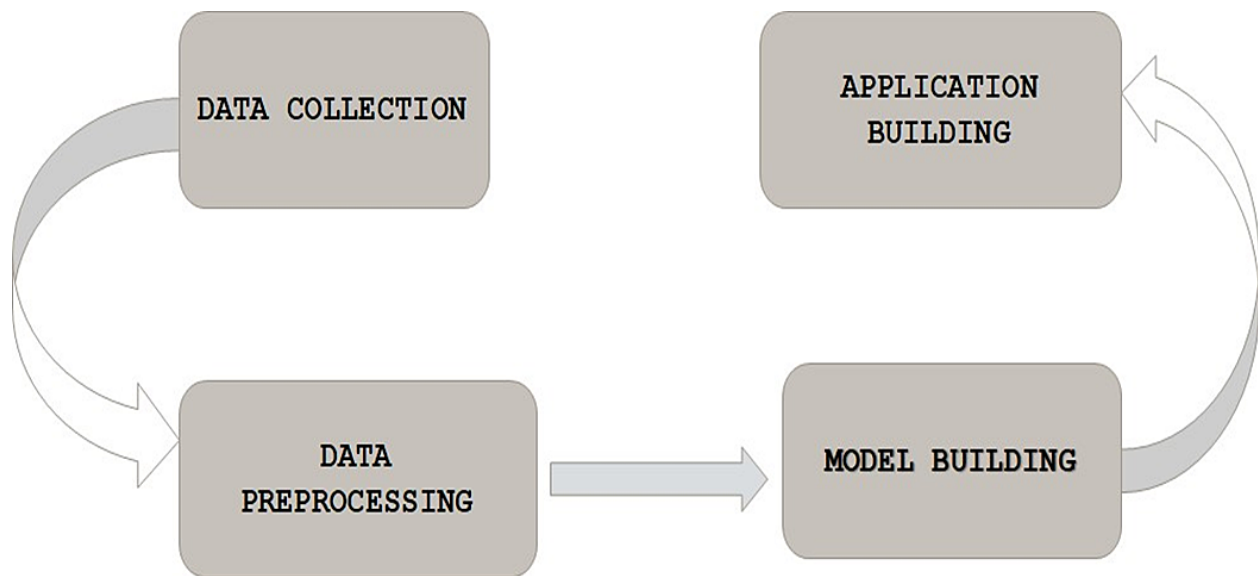 DATA COLLECTION
DATA
PREPROCESSING
MODEL BUILDING
APPLICATION
BUILDING